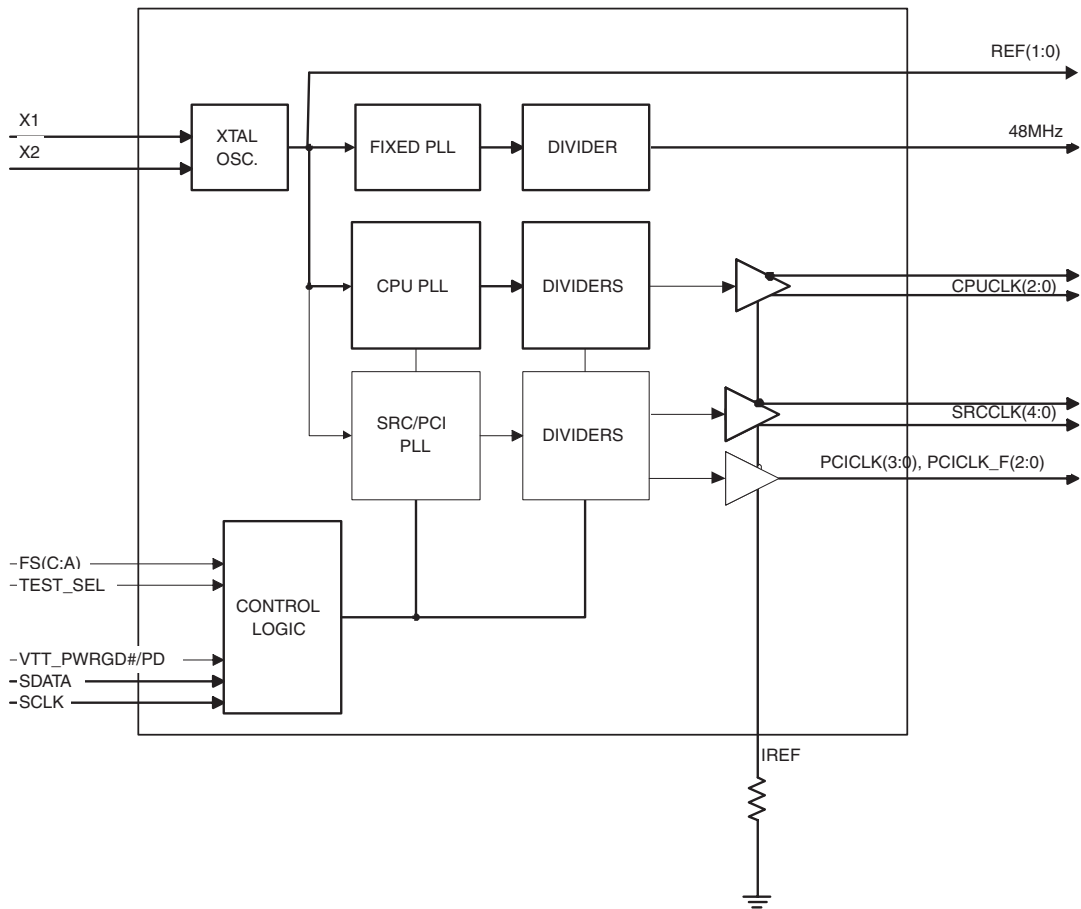 REF(1:0)
X1
X2
XTAL
OSC.
FIXED PLL
DIVIDER
48MHz
CPU PLL
DIVIDERS
CPUCLK(2:0)
SRC/PCI
PLL
DIVIDERS
SRCCLK(4:0)
PCICLK(3:0), PCICLK_F(2:0)
FS(C:A)
TEST_SEL
CONTROL
LOGIC
VTT_PWRGD#/PD
SDATA
SCLK
IREF